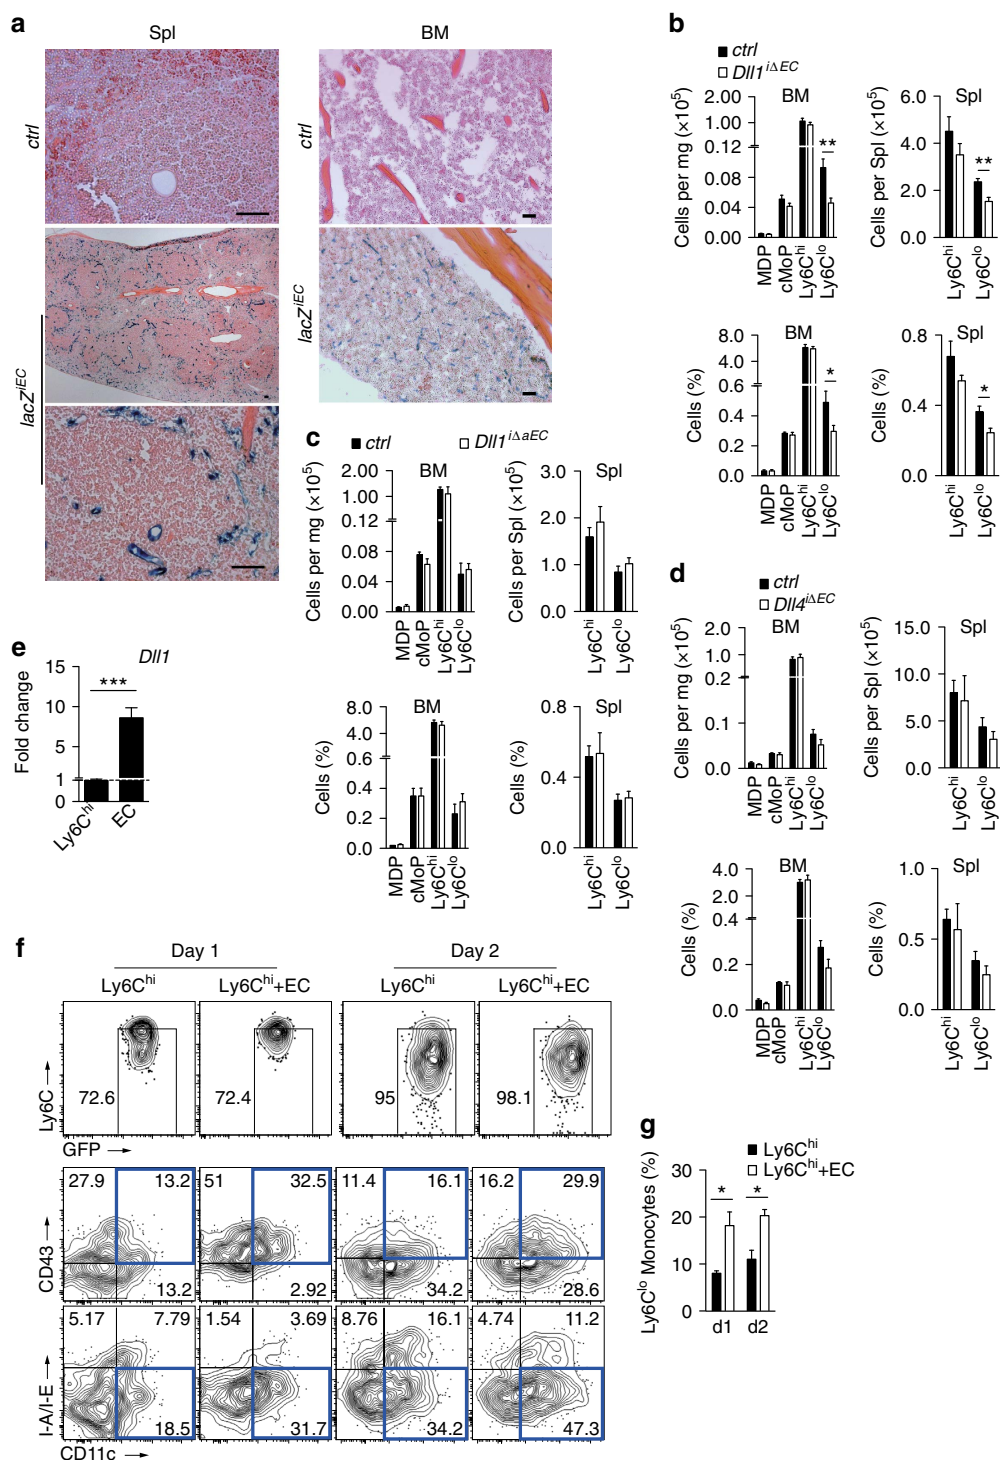 a
Spl
BM
ctrl
ctrl
lacZ^iEC
lacZ^iEC
b
ctrl
Dll1^iΔEC
BM
Cells per mg (×10^5)
2.00
1.00
0.12
0.08
0.04
0.00
**
MDP
cMoP
Ly6C^hi
Ly6C^lo
Spl
Cells per Spl (×10^5)
6.0
4.0
2.0
0.0
**
Ly6C^hi
Ly6C^lo
BM
Cells (%)
8.0
4.0
0.6
0.4
0.2
0.0
*
MDP
cMoP
Ly6C^hi
Ly6C^lo
Spl
0.8
0.4
0.0
*
Ly6C^hi
Ly6C^lo
c
ctrl
Dll1^iΔaEC
BM
Cells per mg (×10^5)
2.00
1.00
0.12
0.08
0.04
0.00
MDP
cMoP
Ly6C^hi
Ly6C^lo
Spl
Cells per Spl (×10^5)
3.0
2.0
1.0
0.0
Ly6C^hi
Ly6C^lo
BM
Cells (%)
8.0
4.0
0.6
0.4
0.2
0.0
MDP
cMoP
Ly6C^hi
Ly6C^lo
Spl
Cells (%)
0.8
0.4
0.0
Ly6C^hi
Ly6C^lo
d
ctrl
Dll4^iΔEC
BM
Cells per mg (×10^5)
2.0
1.0
0.2
0.1
0.0
MDP
cMoP
Ly6C^hi
Ly6C^lo
Spl
Cells per Spl (×10^5)
15.0
10.0
5.0
0.0
Ly6C^hi
Ly6C^lo
BM
Cells (%)
4.0
2.0
0.4
0.2
0.0
MDP
cMoP
Ly6C^hi
Ly6C^lo
Spl
Cells (%)
1.0
0.5
0.0
Ly6C^hi
Ly6C^lo
e
Dll1
Fold change
15
10
5
1
0
***
Ly6C^hi
EC
f
Day 1
Day 2
Ly6C^hi
Ly6C^hi+EC
Ly6C^hi
Ly6C^hi+EC
Ly6C
72.6
72.4
95
98.1
GFP
CD43
27.9 13.2
51 32.5
11.4 16.1
16.2 29.9
13.2
2.92
34.2
28.6
I-A/I-E
5.17 7.79
1.54 3.69
8.76 16.1
4.74 11.2
18.5
31.7
34.2
47.3
CD11c
g
Ly6C^hi
Ly6C^hi+EC
Ly6C^lo Monocytes (%)
30
20
10
0
*
*
d1
d2